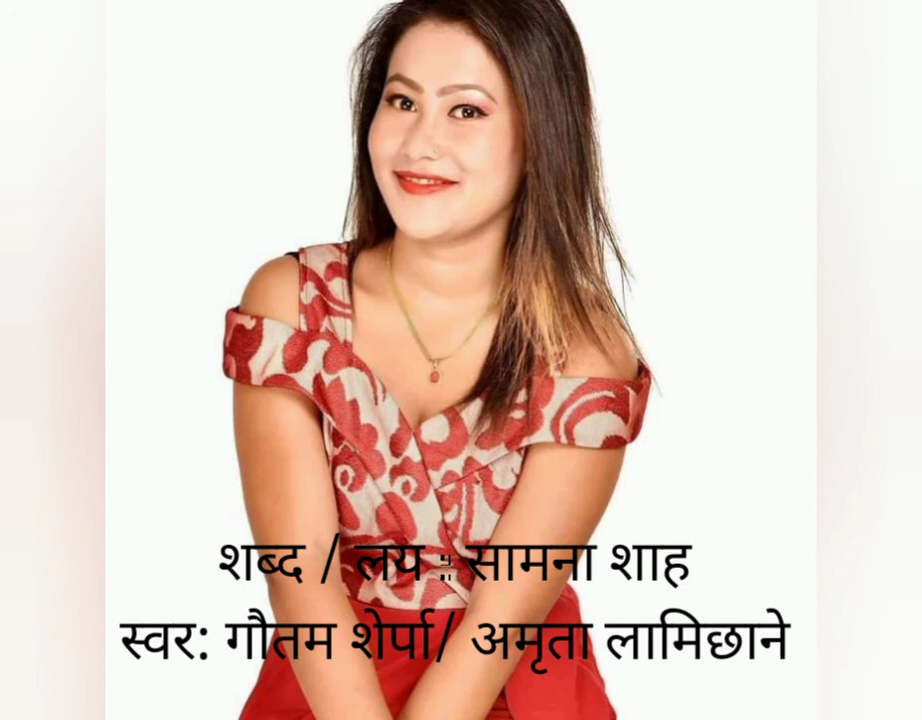 शब्द / लय :: सामना शाह
स्वर: गौतम शेर्पा/ अमृता लामिछाने